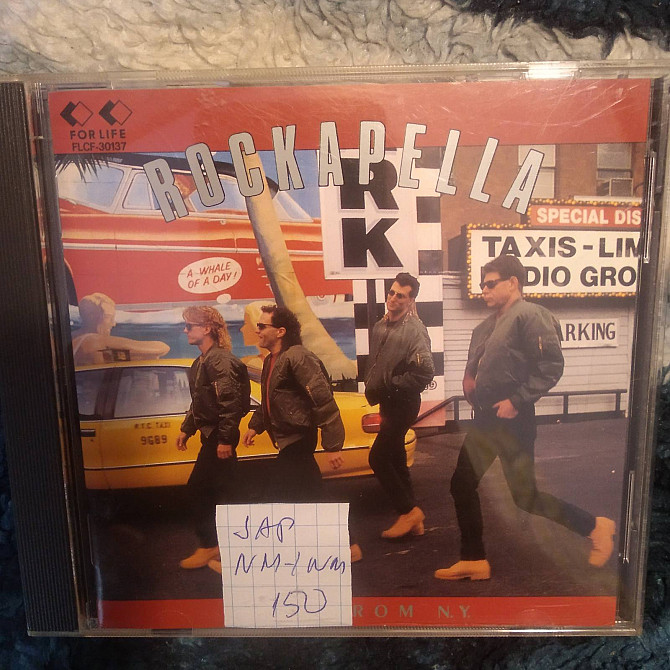 FOR LIFE
FLCF-30137
ROCKAPELLA
RK
SPECIAL DIS
TAXIS-LIM
DIO GRO
ARKING
A WHALE
OF A DAY!
N.Y.C. TAXI
9689
JAP
NM-/NM
150
ROM N.Y.